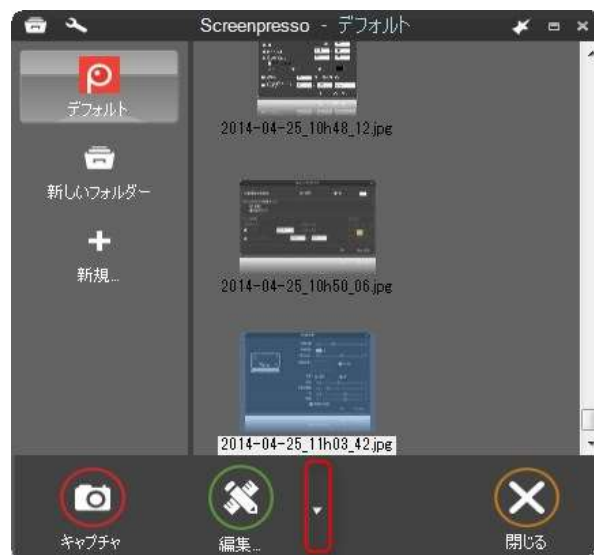 Screenpresso - デフォルト
デフォルト
新しいフォルダー
新規...
2014-04-25_10h48_12.jpg
2014-04-25_10h50_06.jpg
2014-04-25_11h03_42.jpg
キャプチャ
編集...
閉じる